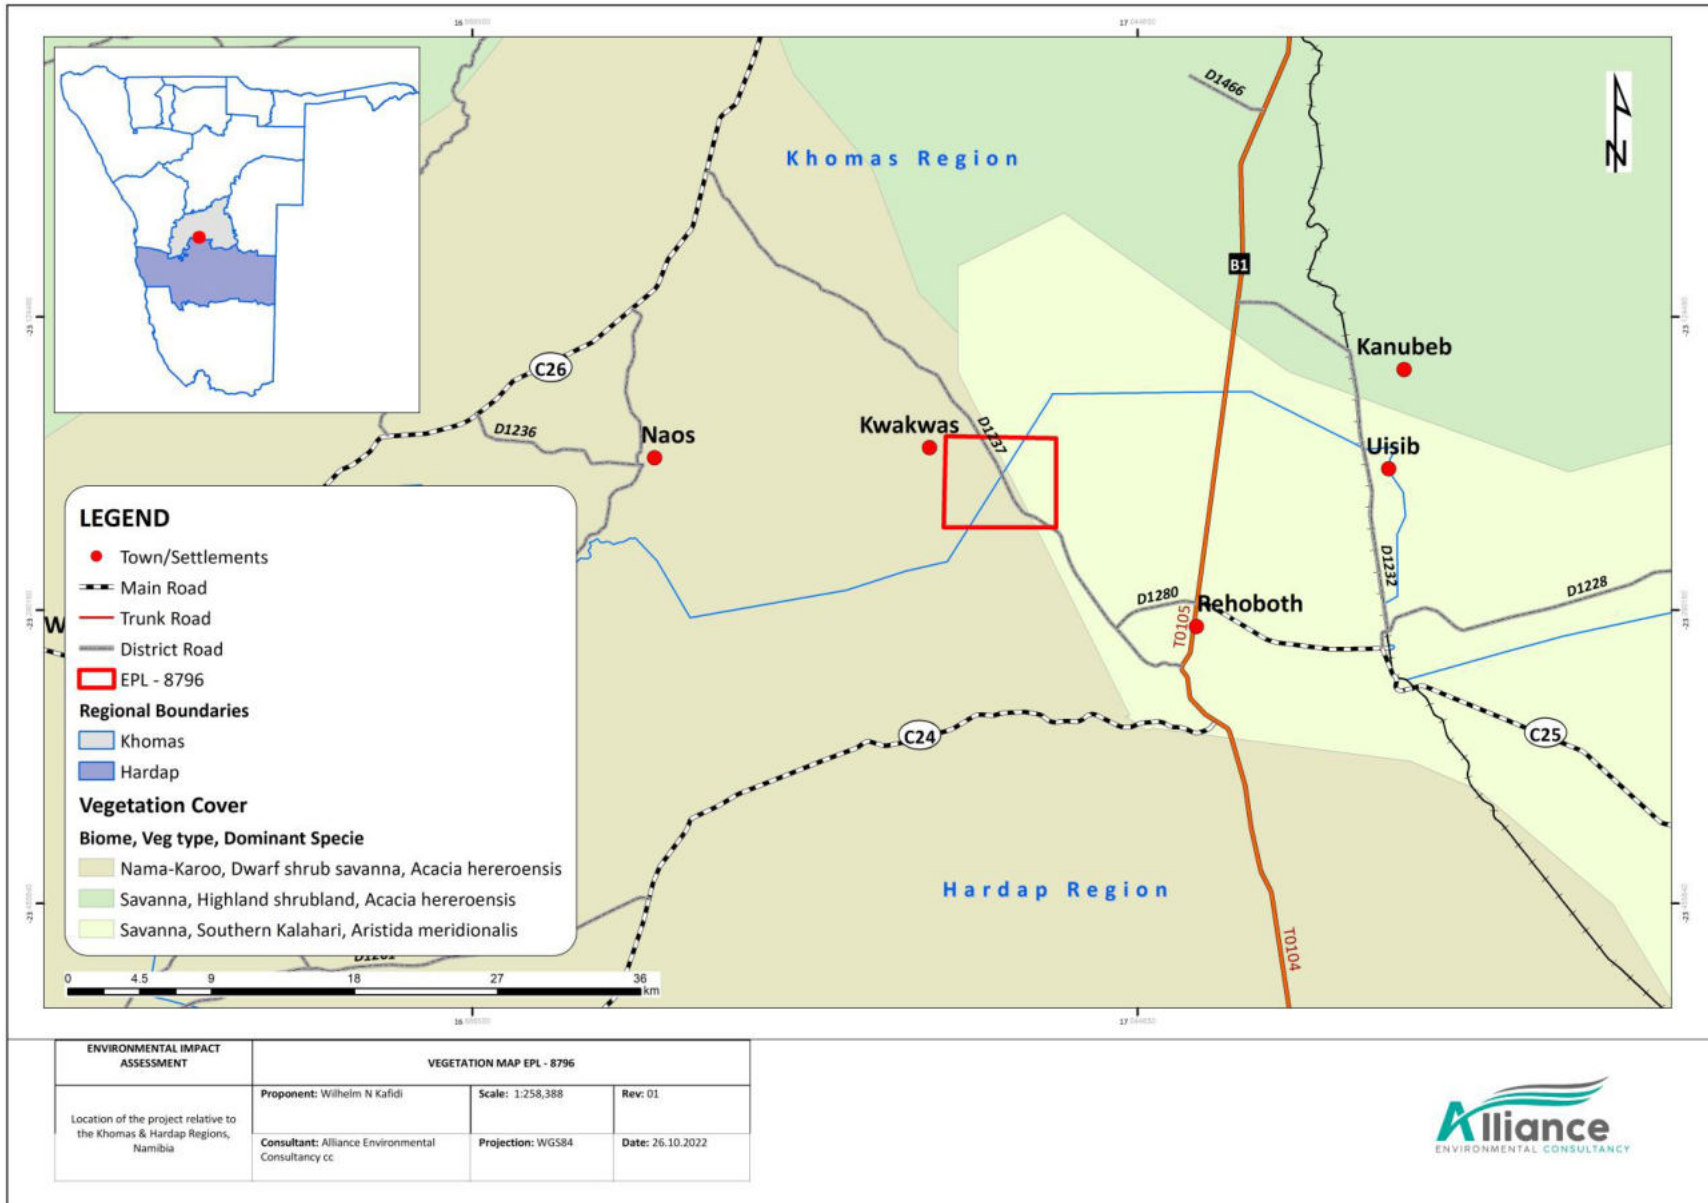 16
17
D1466
Khomas Region
N
B1
Kanubeb
C26
D1236
Naos
Kwakwas
D1237
Uisib
D1232
D1228
D1280
Rehoboth
T0105
W
C24
C25
Hardap Region
T0104
LEGEND
Town/Settlements
Main Road
Trunk Road
District Road
EPL - 8796
Regional Boundaries
Khomas
Hardap
Vegetation Cover
Biome, Veg type, Dominant Specie
Nama-Karoo, Dwarf shrub savanna, Acacia hereroensis
Savanna, Highland shrubland, Acacia hereroensis
Savanna, Southern Kalahari, Aristida meridionalis
0 4.5 9 18 27 36
km
16
17
ENVIRONMENTAL IMPACT
ASSESSMENT
VEGETATION MAP EPL - 8796
Location of the project relative to
the Khomas & Hardap Regions,
Namibia
Proponent: Wilhelm N Kafidi
Scale: 1:258,388
Rev: 01
Consultant: Alliance Environmental
Consultancy cc
Projection: WGS84
Date: 26.10.2022
Alliance
ENVIRONMENTAL CONSULTANCY